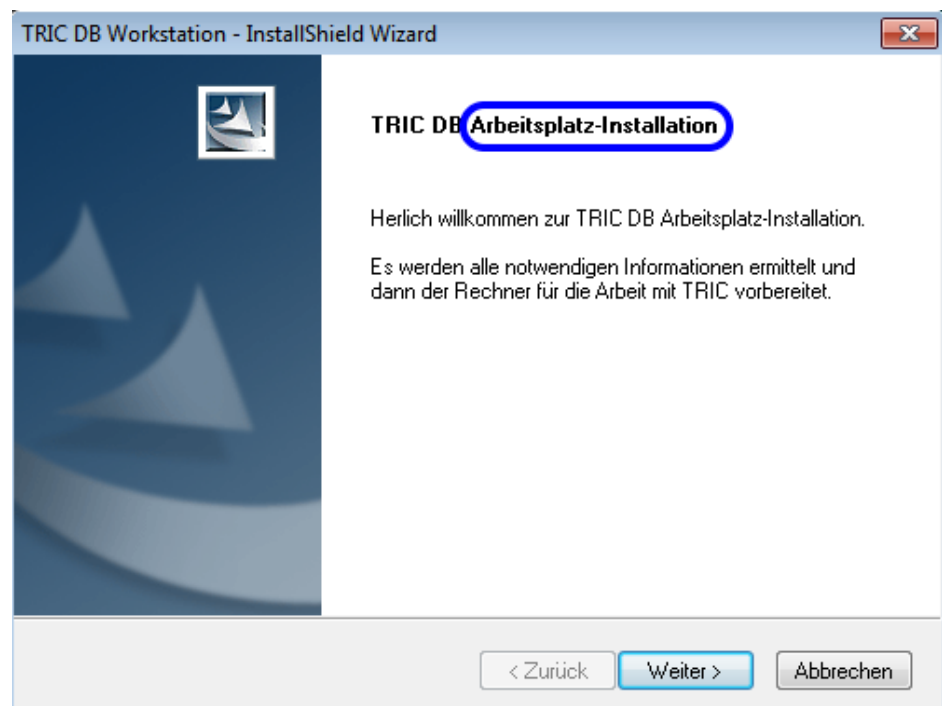 TRIC DB Workstation - InstallShield Wizard
TRIC DB Arbeitsplatz-Installation
Herlich willkommen zur TRIC DB Arbeitsplatz-Installation.
Es werden alle notwendigen Informationen ermittelt und
dann der Rechner für die Arbeit mit TRIC vorbereitet.
< Zurück Weiter > Abbrechen